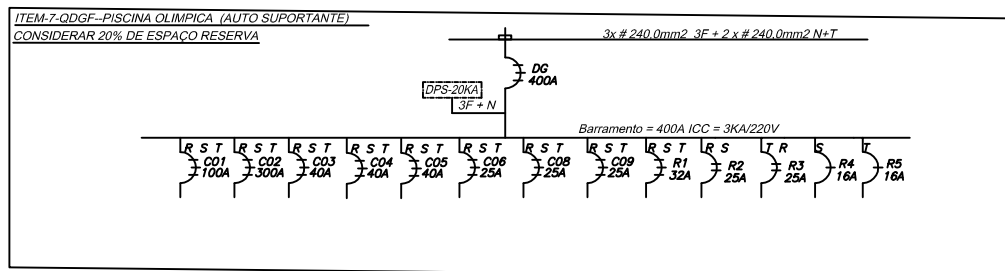 ITEM-7-QDGF--PISCINA OLIMPICA (AUTO SUPORTANTE)
CONSIDERAR 20% DE ESPAÇO RESERVA
3x # 240.0mm2 3F + 2 x # 240.0mm2 N+T
DG
400A
DPS-20KA
3F + N
Barramento = 400A ICC = 3KA/220V
R S T
C01
100A
R S T
C02
300A
R S T
C03
40A
R S T
C04
40A
R S T
C05
40A
R S T
C06
25A
R S T
C08
25A
R S T
C09
25A
R S T
R1
32A
R S
R2
25A
T R
R3
25A
S
R4
16A
T
R5
16A